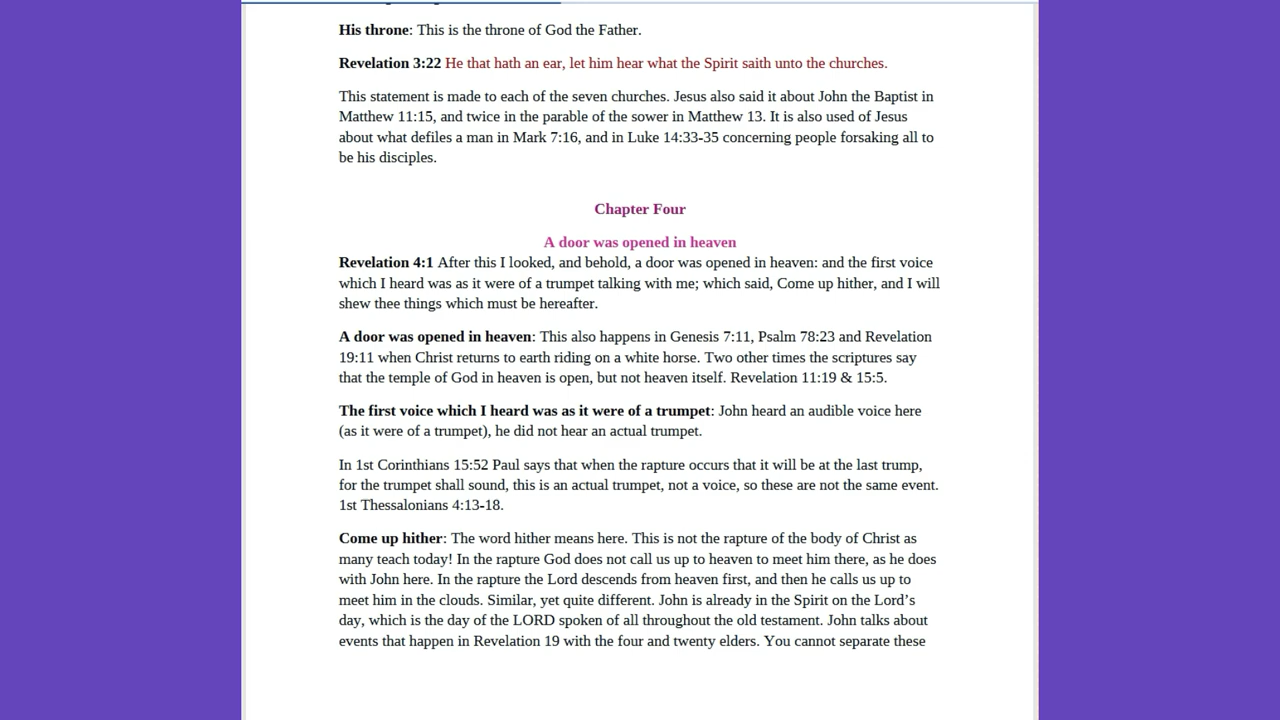 His throne: This is the throne of God the Father.
Revelation 3:22 He that hath an ear, let him hear what the Spirit saith unto the churches.
This statement is made to each of the seven churches. Jesus also said it about John the Baptist in
Matthew 11:15, and twice in the parable of the sower in Matthew 13. It is also used of Jesus
about what defiles a man in Mark 7:16, and in Luke 14:33-35 concerning people forsaking all to
be his disciples.
Chapter Four
A door was opened in heaven
Revelation 4:1 After this I looked, and behold, a door was opened in heaven: and the first voice
which I heard was as it were of a trumpet talking with me; which said, Come up hither, and I will
shew thee things which must be hereafter.
A door was opened in heaven: This also happens in Genesis 7:11, Psalm 78:23 and Revelation
19:11 when Christ returns to earth riding on a white horse. Two other times the scriptures say
that the temple of God in heaven is open, but not heaven itself. Revelation 11:19 & 15:5.
The first voice which I heard was as it were of a trumpet: John heard an audible voice here
(as it were of a trumpet), he did not hear an actual trumpet.
In 1st Corinthians 15:52 Paul says that when the rapture occurs that it will be at the last trump,
for the trumpet shall sound, this is an actual trumpet, not a voice, so these are not the same event.
1st Thessalonians 4:13-18.
Come up hither: The word hither means here. This is not the rapture of the body of Christ as
many teach today! In the rapture God does not call us up to heaven to meet him there, as he does
with John here. In the rapture the Lord descends from heaven first, and then he calls us up to
meet him in the clouds. Similar, yet quite different. John is already in the Spirit on the Lord’s
day, which is the day of the LORD spoken of all throughout the old testament. John talks about
events that happen in Revelation 19 with the four and twenty elders. You cannot separate these